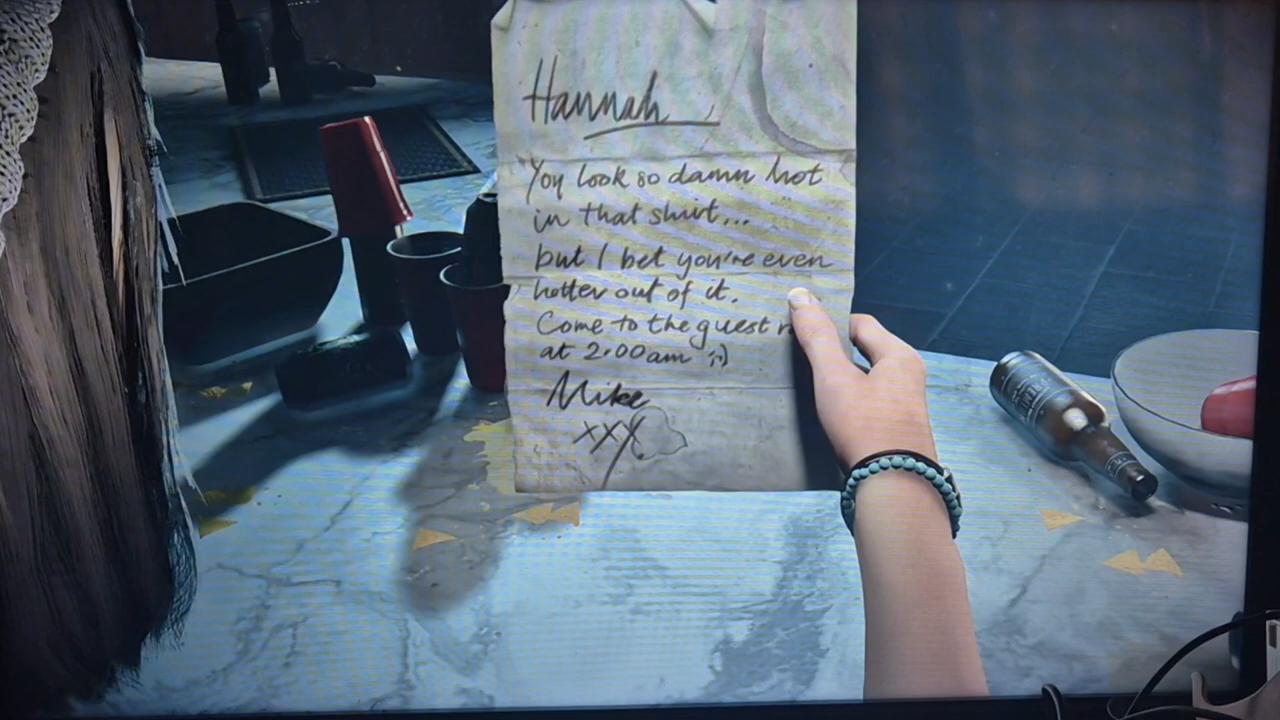 Hannah
You look so damn hot
in that shirt...
but I bet you're even
hotter out of it.
Come to the guest
at 2:00am ;)
Mike
xxx